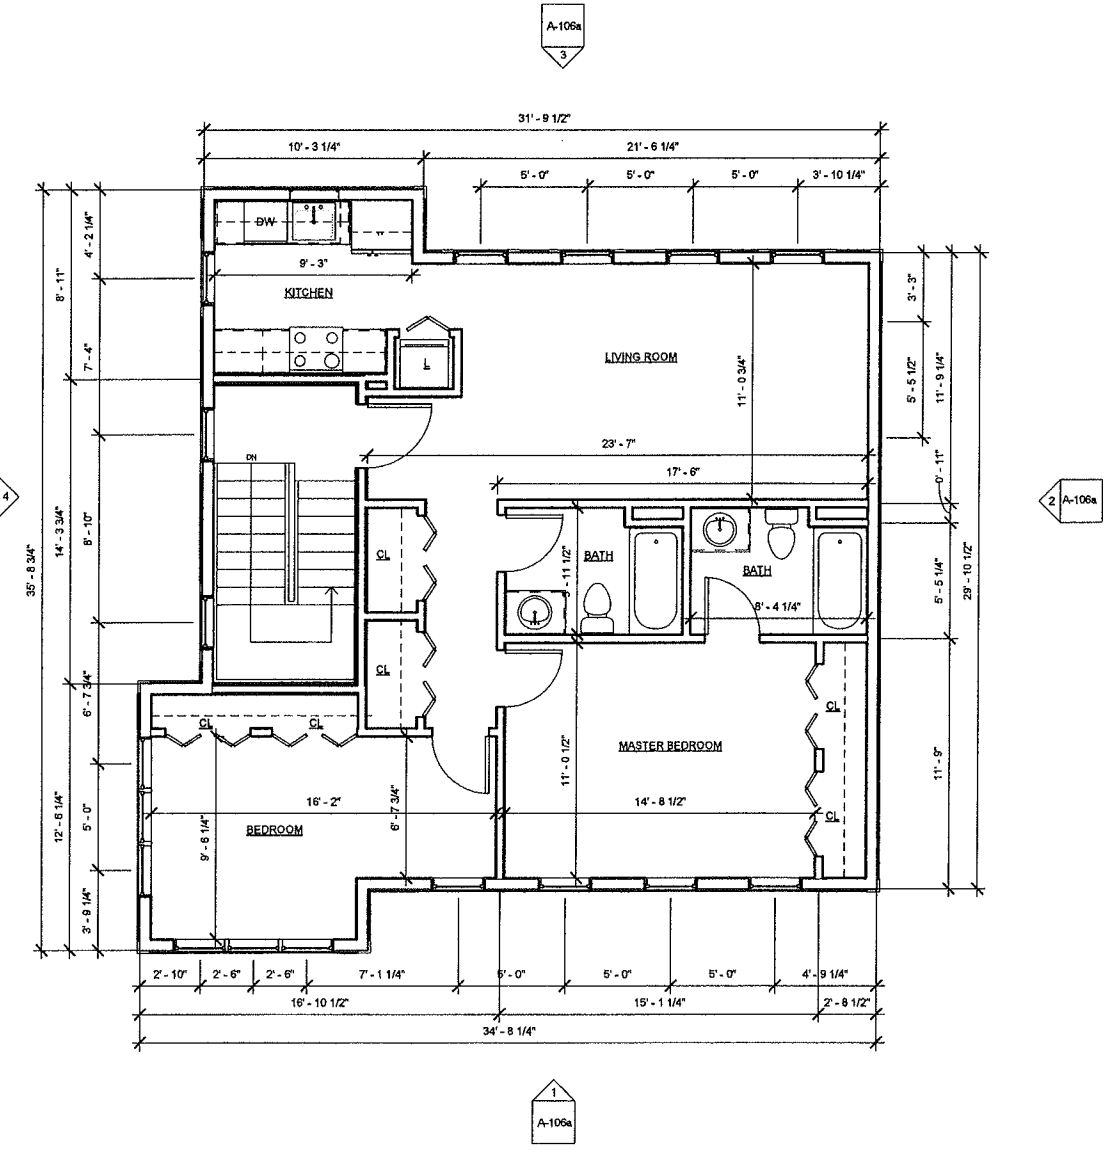 A-106a
3
31' - 9 1/2"
10' - 3 1/4"
21' - 6 1/4"
5' - 0"
5' - 0"
5' - 0"
3' - 10 1/4"
4' - 2 1/4"
8' - 11"
7' - 4"
DW
9' - 3"
KITCHEN
LIVING ROOM
11' - 0 3/4"
3' - 3"
5' - 5 1/2"
11' - 9 1/4"
23' - 7"
17' - 6"
DN
4
2
A-106a
0' - 11"
35' - 8 3/4"
14' - 3 3/4"
8' - 10"
CL
BATH
11 1/2"
BATH
8' - 4 1/4"
5' - 5 1/4"
29' - 10 1/2"
CL
6' - 7 3/4"
CL
CL
CL
MASTER BEDROOM
11' - 0 1/2"
11' - 9"
16' - 2"
14' - 8 1/2"
6' - 7 3/4"
CL
BEDROOM
9' - 6 1/4"
5' - 0"
3' - 9 1/4"
2' - 10"
2' - 6"
2' - 6"
7' - 1 1/4"
5' - 0"
5' - 0"
5' - 0"
4' - 9 1/4"
16' - 10 1/2"
15' - 1 1/4"
2' - 8 1/2"
34' - 8 1/4"
1
A-106a